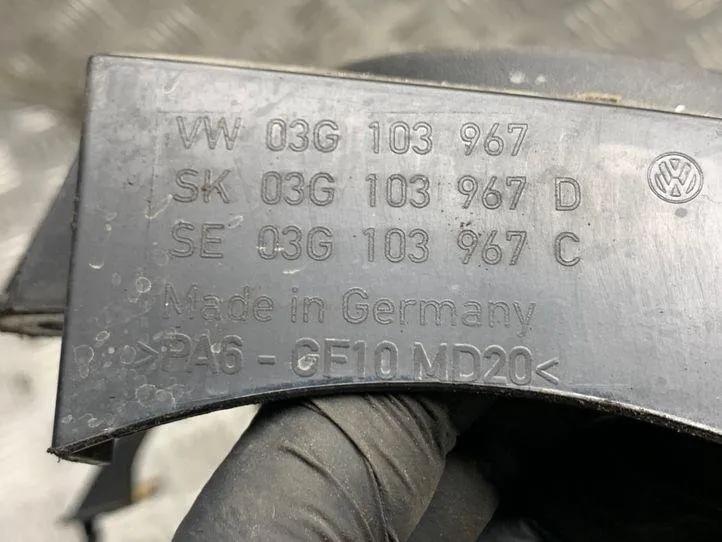 VW 03G 103 967
SK 03G 103 967 D
SE 03G 103 967 C
Made in Germany
>PA6 - GF10 MD20<